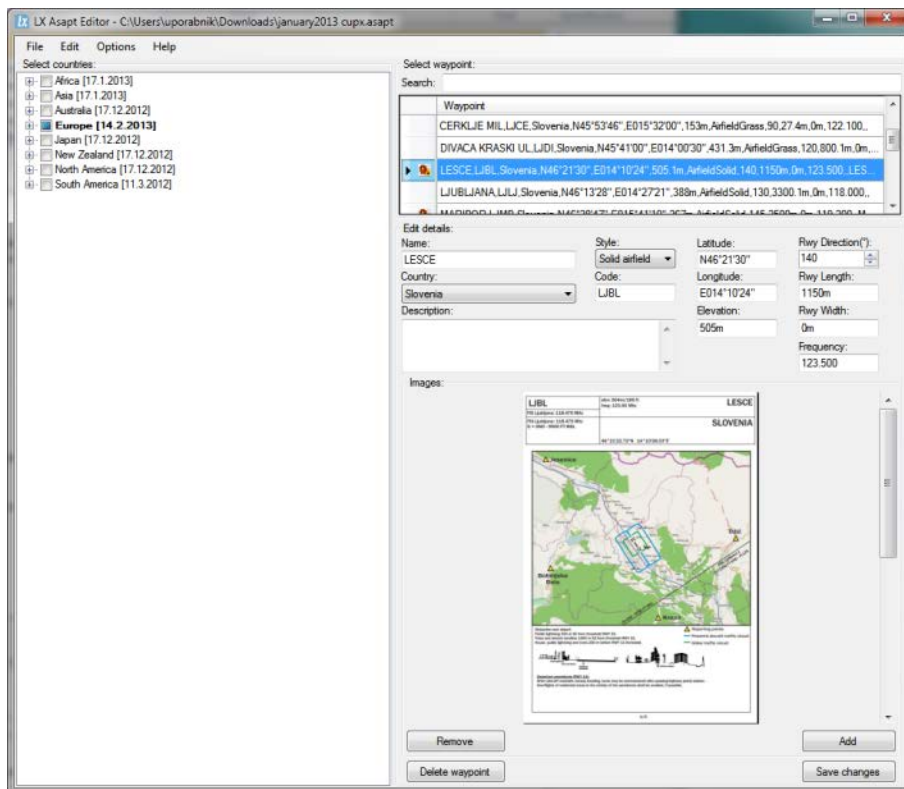 LX Asapt Editor - C:\Users\uporabnik\Downloads\january2013 cupx.asapt
File Edit Options Help
Select countries:
Africa [17.1.2013]
Asia [17.1.2013]
Australia [17.12.2012]
Europe [14.2.2013]
Japan [17.12.2012]
New Zealand [17.12.2012]
North America [17.12.2012]
South America [11.3.2012]
Select waypoint:
Search:
Waypoint
CERKLJE MIL,LJCE,Slovenia,N45°53'46",E015°32'00",153m,AirfieldGrass,90,27.4m,0m,122.100,,
DIVACA KRASKI UL,LJDI,Slovenia,N45°41'00",E014°00'30",431.3m,AirfieldGrass,120,800.1m,0m,...
LESCE,LJBL,Slovenia,N46°21'30",E014°10'24",505.1m,AirfieldSolid,140,1150m,0m,123.500,,LES...
LJUBLJANA,LJLJ,Slovenia,N46°13'28",E014°27'21",388m,AirfieldSolid,130,3300.1m,0m,118.000,,
Edit details:
Name: Style: Latitude: Rwy Direction(°):
LESCE Solid airfield N46°21'30" 140
Country: Code: Longitude: Rwy Length:
Slovenia LJBL E014°10'24" 1150m
Description: Elevation: Rwy Width:
505m 0m
Frequency:
123.500
Images:
LJBL LESCE
SLOVENIA
Remove Add
Delete waypoint Save changes